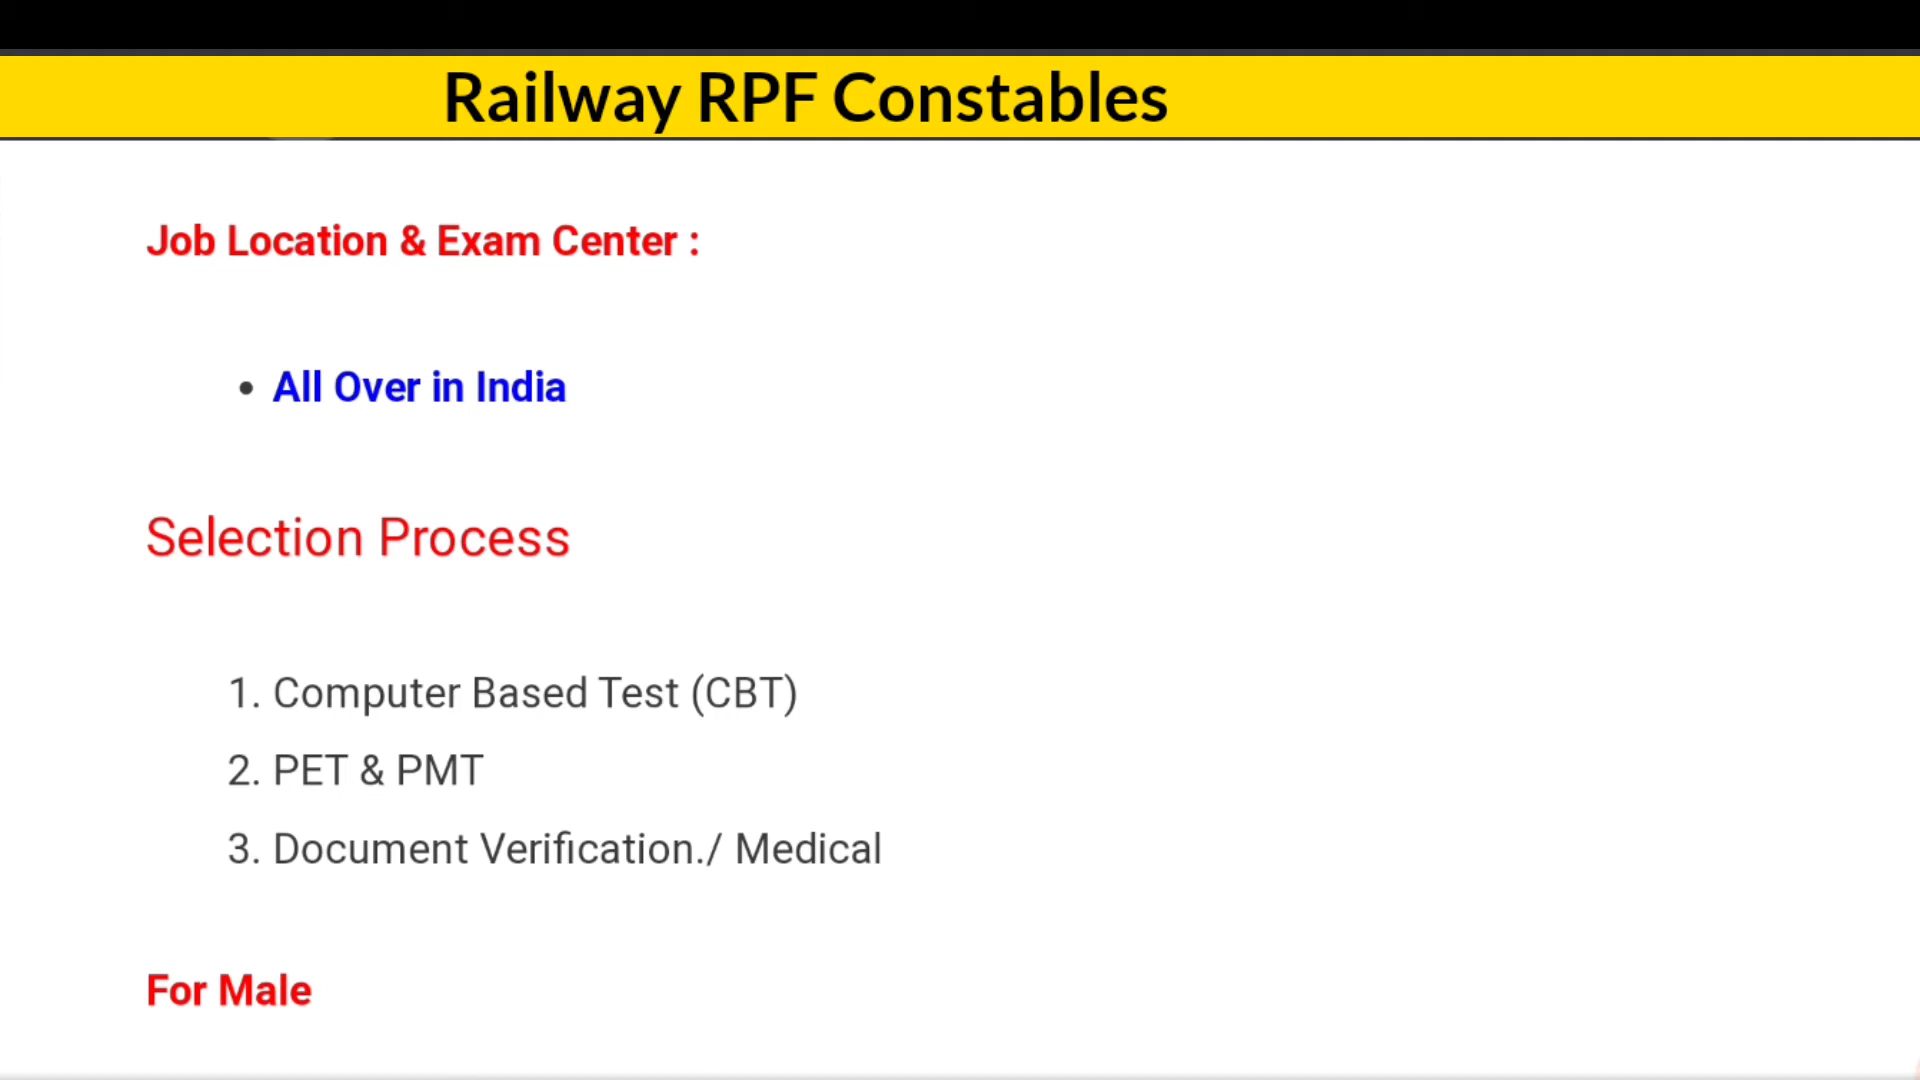 Railway RPF Constables
Job Location & Exam Center :
• All Over in India
Selection Process
1. Computer Based Test (CBT)
2. PET & PMT
3. Document Verification./ Medical
For Male